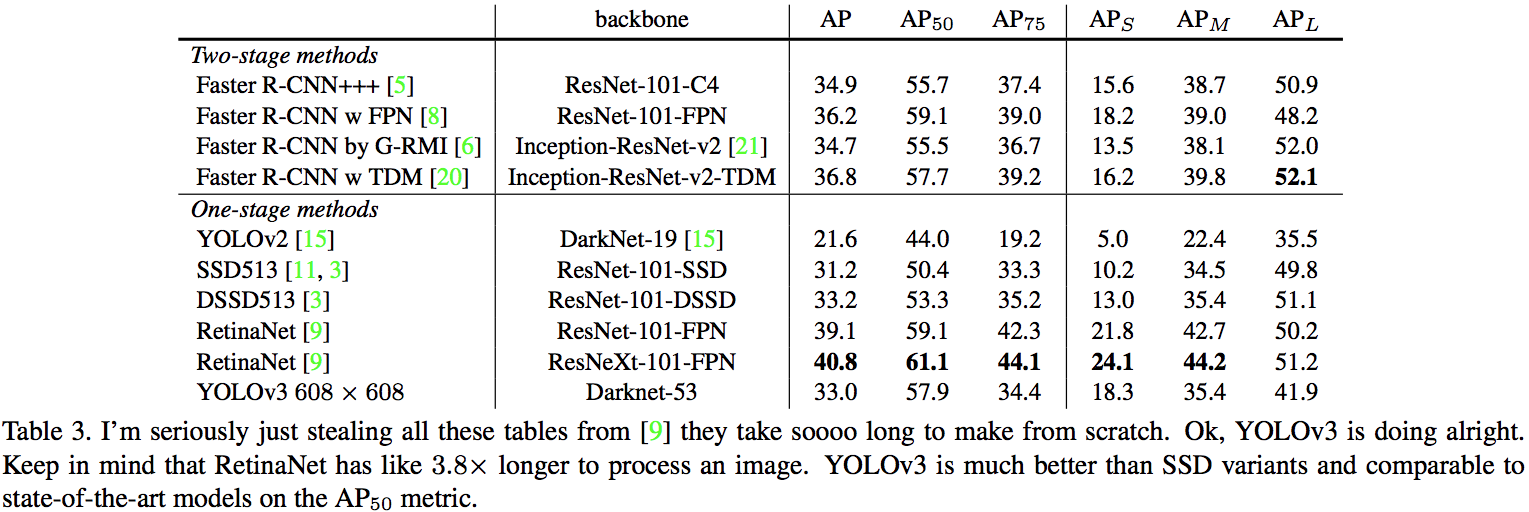 backbone AP AP50 AP75 APS APM APL
Two-stage methods
Faster R-CNN+++ [5] ResNet-101-C4 34.9 55.7 37.4 15.6 38.7 50.9
Faster R-CNN w FPN [8] ResNet-101-FPN 36.2 59.1 39.0 18.2 39.0 48.2
Faster R-CNN by G-RMI [6] Inception-ResNet-v2 [21] 34.7 55.5 36.7 13.5 38.1 52.0
Faster R-CNN w TDM [20] Inception-ResNet-v2-TDM 36.8 57.7 39.2 16.2 39.8 52.1
One-stage methods
YOLOv2 [15] DarkNet-19 [15] 21.6 44.0 19.2 5.0 22.4 35.5
SSD513 [11, 3] ResNet-101-SSD 31.2 50.4 33.3 10.2 34.5 49.8
DSSD513 [3] ResNet-101-DSSD 33.2 53.3 35.2 13.0 35.4 51.1
RetinaNet [9] ResNet-101-FPN 39.1 59.1 42.3 21.8 42.7 50.2
RetinaNet [9] ResNeXt-101-FPN 40.8 61.1 44.1 24.1 44.2 51.2
YOLOv3 608 × 608 Darknet-53 33.0 57.9 34.4 18.3 35.4 41.9
Table 3. I'm seriously just stealing all these tables from [9] they take soooo long to make from scratch. Ok, YOLOv3 is doing alright.
Keep in mind that RetinaNet has like 3.8× longer to process an image. YOLOv3 is much better than SSD variants and comparable to
state-of-the-art models on the AP50 metric.